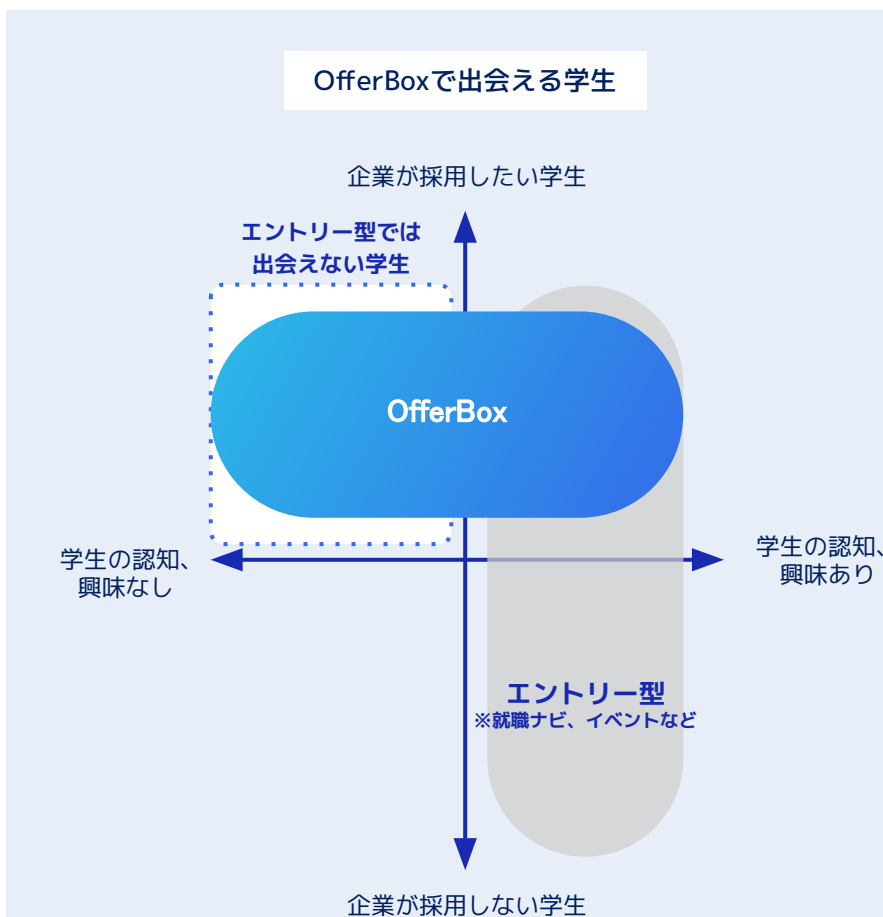 OfferBoxで出会える学生
企業が採用したい学生
エントリー型では
出会えない学生
OfferBox
学生の認知、
興味なし
学生の認知、
興味あり
エントリー型
※就職ナビ、イベントなど
企業が採用しない学生